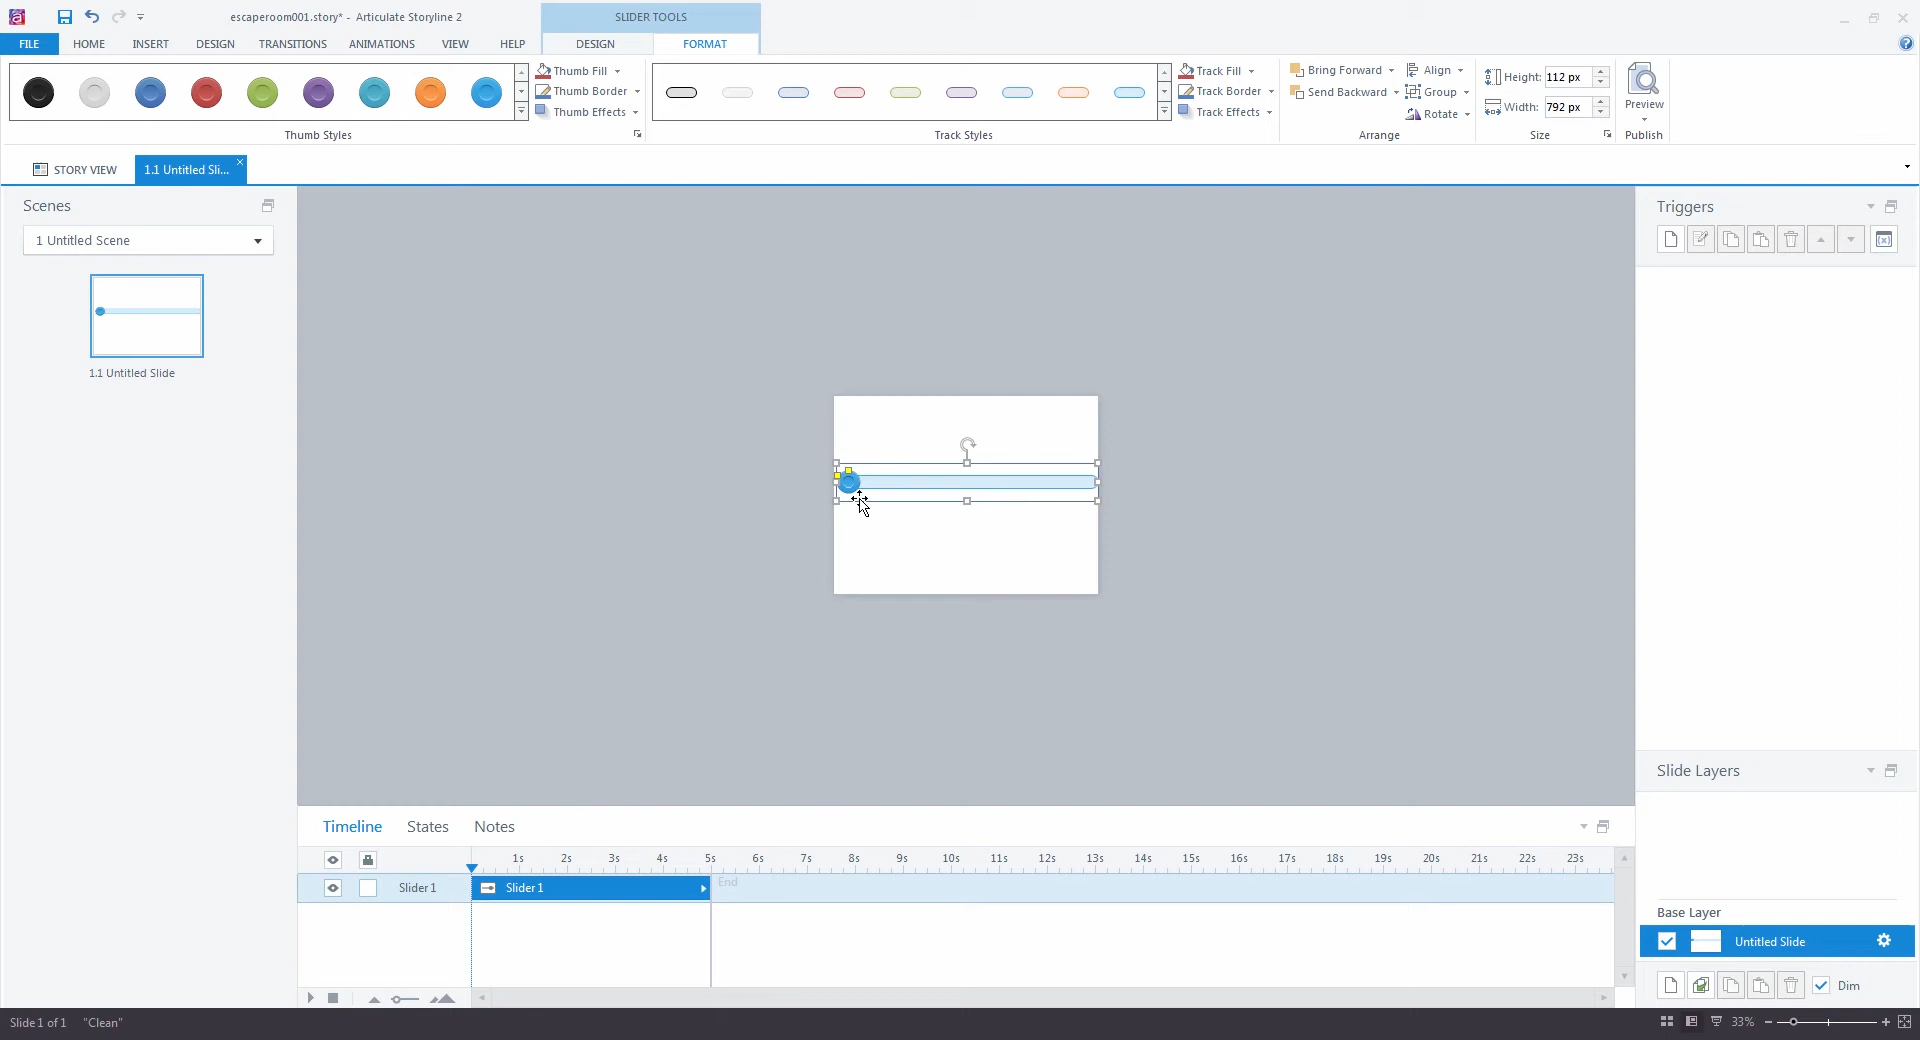 escaperoom001.story* - Articulate Storyline 2
SLIDER TOOLS
FILE HOME INSERT DESIGN TRANSITIONS ANIMATIONS VIEW HELP DESIGN FORMAT
Thumb Fill
Thumb Border
Thumb Effects
Thumb Styles
Track Fill
Track Border
Track Effects
Track Styles
Bring Forward Align
Send Backward Group
Rotate
Arrange
Height: 112 px
Width: 792 px
Size
Preview
Publish
STORY VIEW 1.1 Untitled Sli...
Scenes
1 Untitled Scene
1.1 Untitled Slide
Triggers
Slide Layers
Base Layer
Untitled Slide
Dim
Timeline States Notes
1s 2s 3s 4s 5s 6s 7s 8s 9s 10s 11s 12s 13s 14s 15s 16s 17s 18s 19s 20s 21s 22s 23s
Slider 1 Slider 1 End
Slide 1 of 1 "Clean" 33%